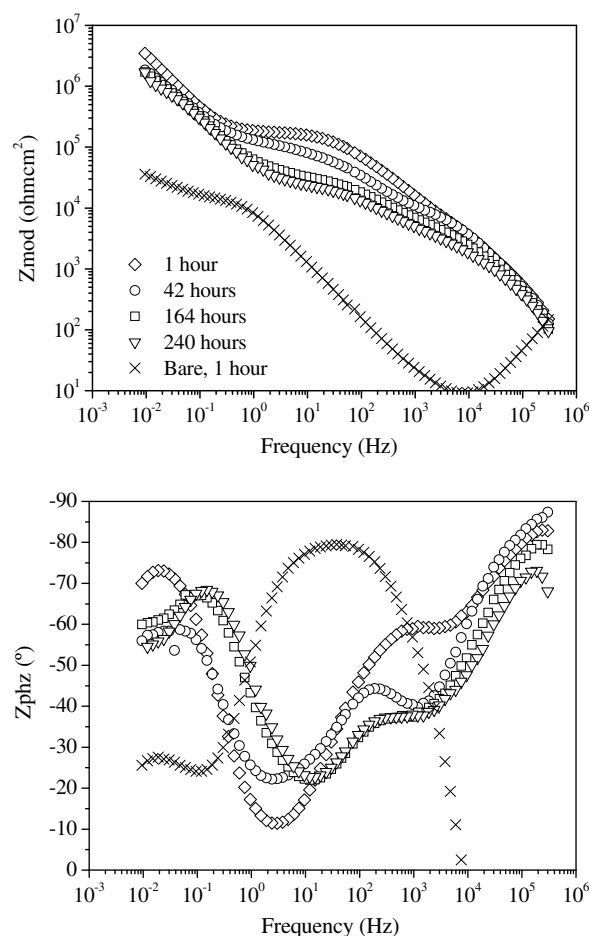 10^7
10^6
10^5
10^4
10^3
10^2
10^1
Zmod (ohmcm^2)
1 hour
42 hours
164 hours
240 hours
Bare, 1 hour
10^-3 10^-2 10^-1 10^0 10^1 10^2 10^3 10^4 10^5 10^6
Frequency (Hz)
-90
-80
-70
-60
-50
-40
-30
-20
-10
0
Zphz (°)
10^-3 10^-2 10^-1 10^0 10^1 10^2 10^3 10^4 10^5 10^6
Frequency (Hz)